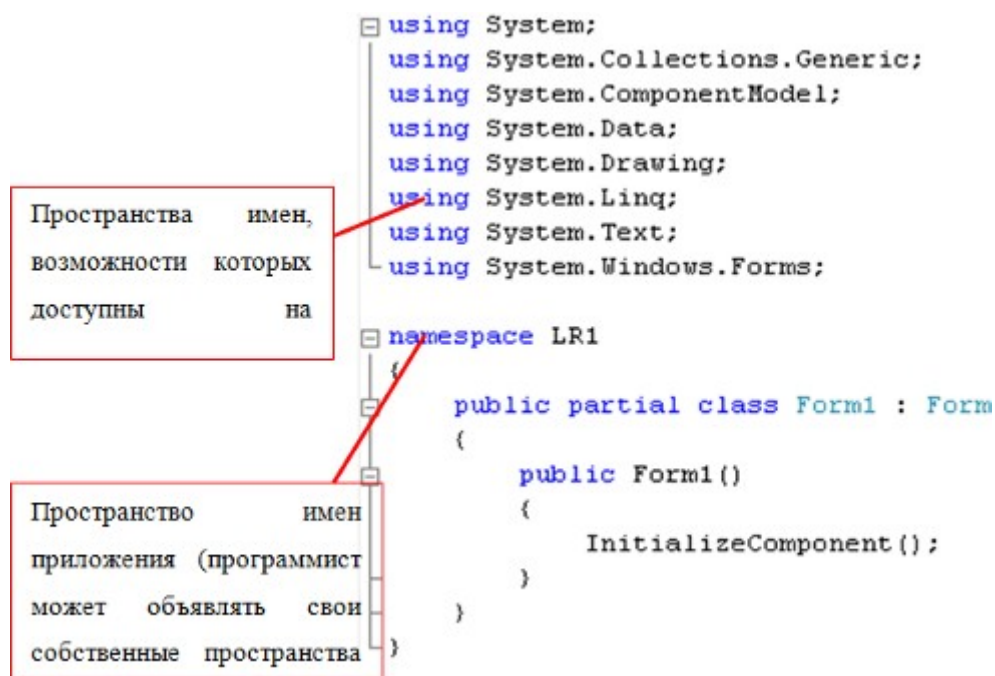 using System;
using System.Collections.Generic;
using System.ComponentModel;
using System.Data;
using System.Drawing;
using System.Linq;
using System.Text;
using System.Windows.Forms;
Пространства имен,
возможности которых
доступны на
namespace LR1
{
public partial class Form1 : Form
{
public Form1()
{
InitializeComponent();
}
}
}
Пространство имен
приложения (программист
может объявлять свои
собственные пространства